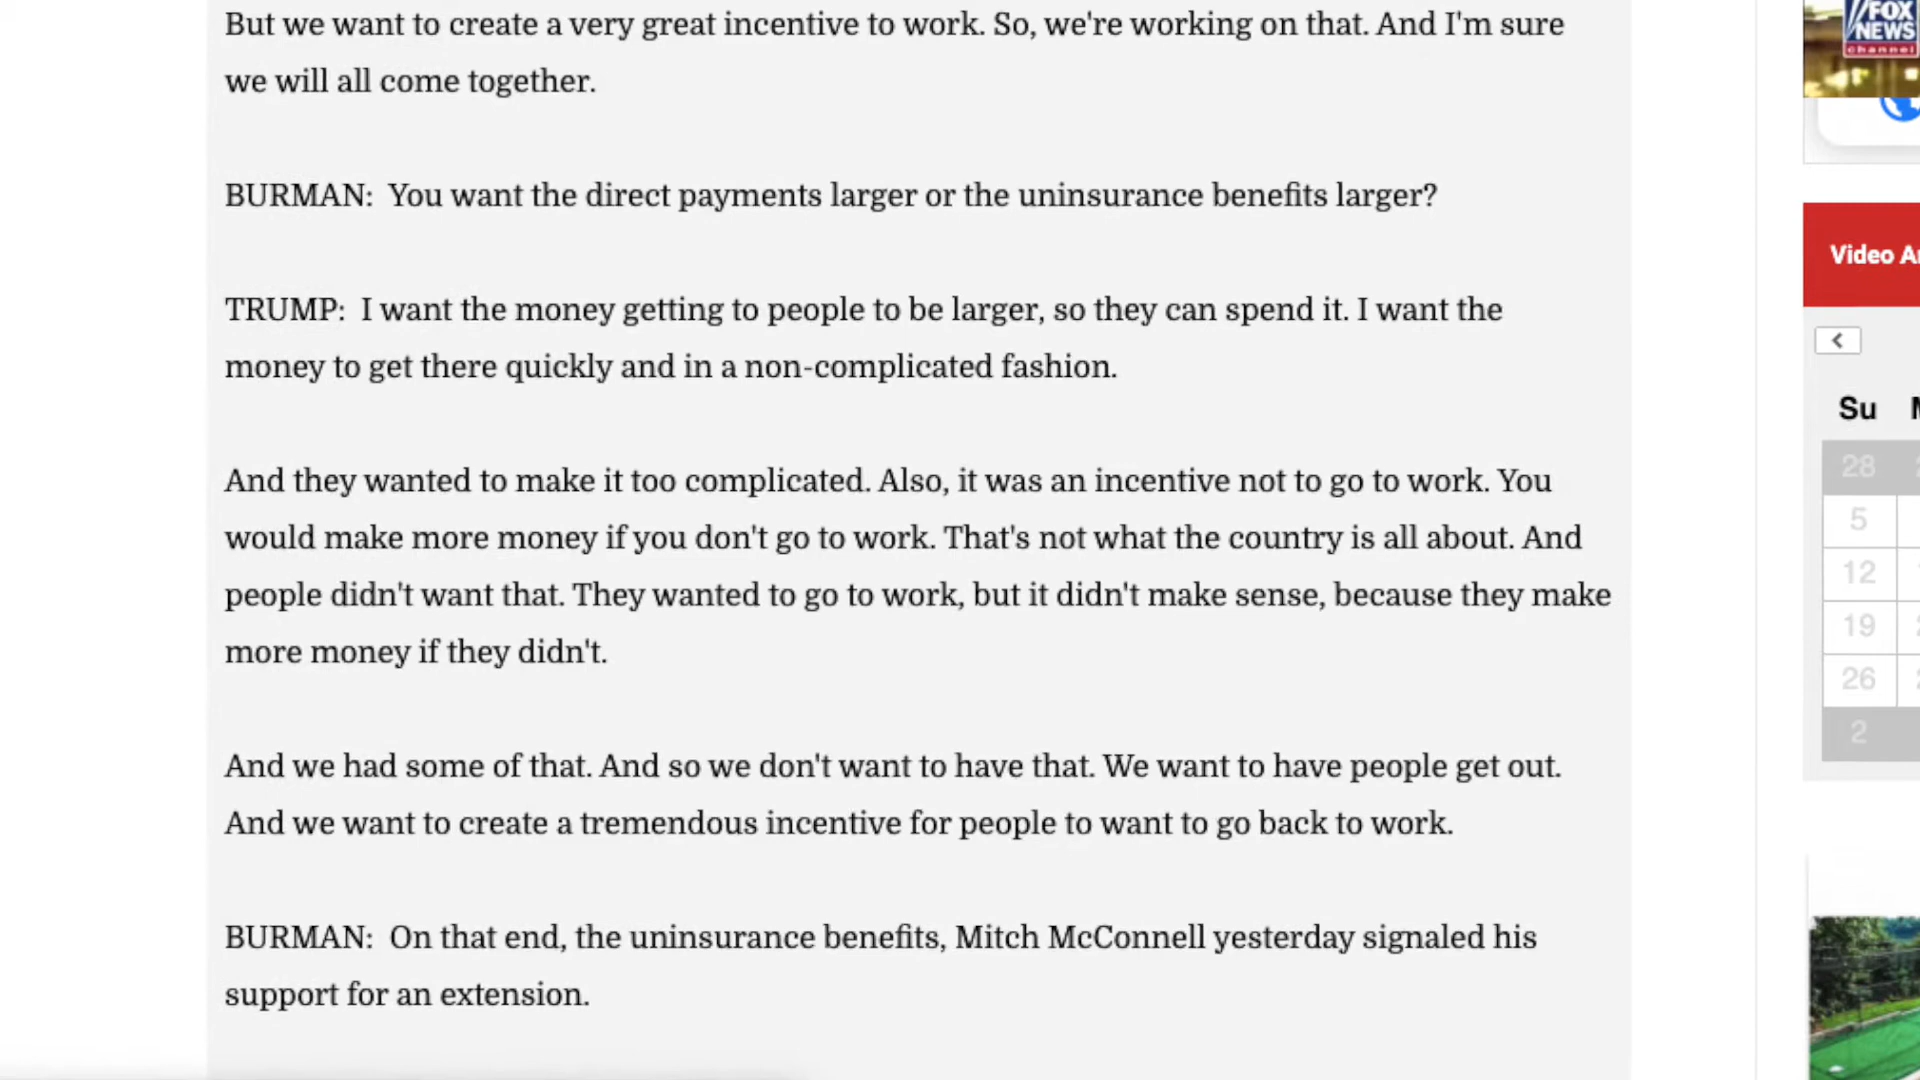 But we want to create a very great incentive to work. So, we're working on that. And I'm sure
we will all come together.
BURMAN: You want the direct payments larger or the uninsurance benefits larger?
TRUMP: I want the money getting to people to be larger, so they can spend it. I want the
money to get there quickly and in a non-complicated fashion.
And they wanted to make it too complicated. Also, it was an incentive not to go to work. You
would make more money if you don't go to work. That's not what the country is all about. And
people didn't want that. They wanted to go to work, but it didn't make sense, because they make
more money if they didn't.
And we had some of that. And so we don't want to have that. We want to have people get out.
And we want to create a tremendous incentive for people to want to go back to work.
BURMAN: On that end, the uninsurance benefits, Mitch McConnell yesterday signaled his
support for an extension.
FOX
NEWS
channel
Video
Su
28
5
12
19
26
2